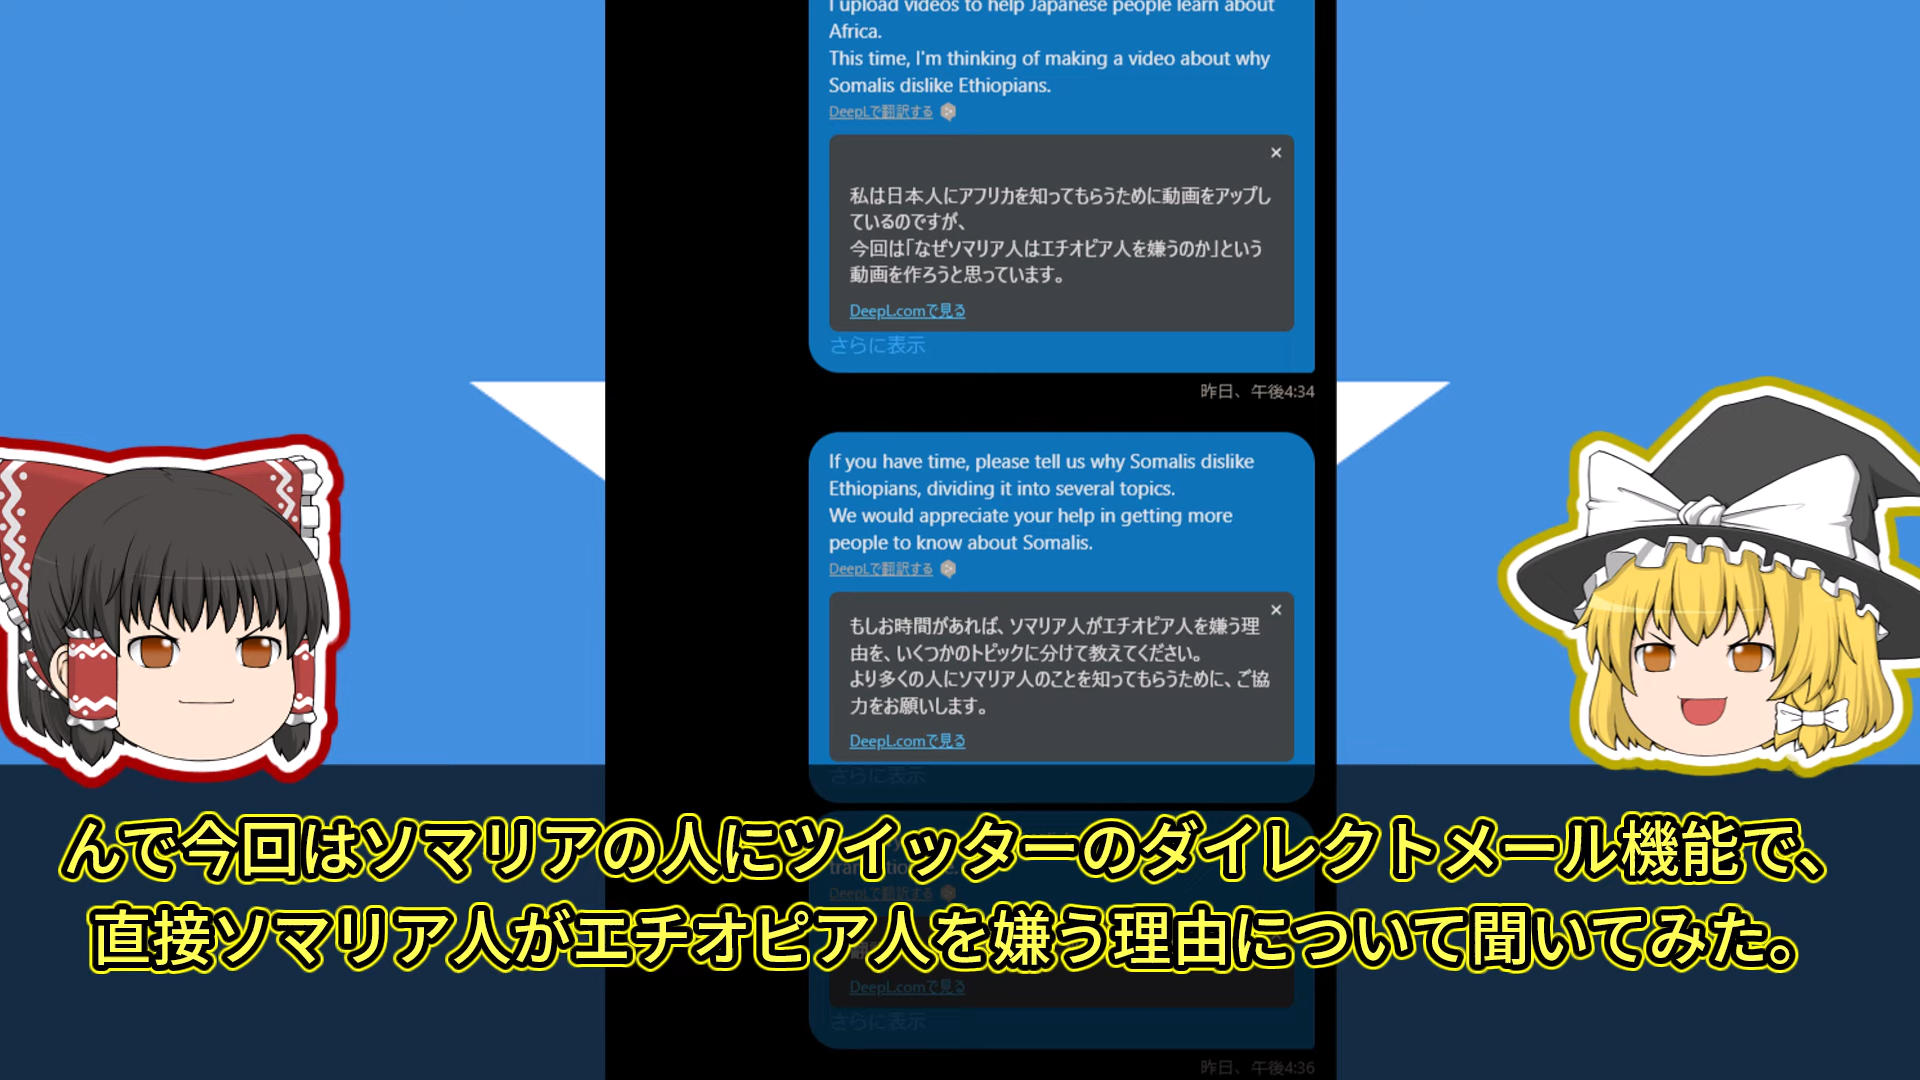 I upload videos to help Japanese people learn about
Africa.
This time, I'm thinking of making a video about why
Somalis dislike Ethiopians.
DeepLで翻訳する
×
私は日本人にアフリカを知ってもらうために動画をアップし
ているのですが、
今回は「なぜソマリア人はエチオピア人を嫌うのか」という
動画を作ろうと思っています。
DeepL.comで見る
さらに表示
昨日、午後4:34
If you have time, please tell us why Somalis dislike
Ethiopians, dividing it into several topics.
We would appreciate your help in getting more
people to know about Somalis.
DeepLで翻訳する
×
もしお時間があれば、ソマリア人がエチオピア人を嫌う理
由を、いくつかのトピックに分けて教えてください。
より多くの人にソマリア人のことを知ってもらうために、ご協
力をお願いします。
DeepL.comで見る
さらに表示
んで今回はソマリアの人にツイッターのダイレクトメール機能で、
DeepLで翻訳する
直接ソマリア人がエチオピア人を嫌う理由について聞いてみた。
DeepL.comで見る
さらに表示
昨日、午後4:36